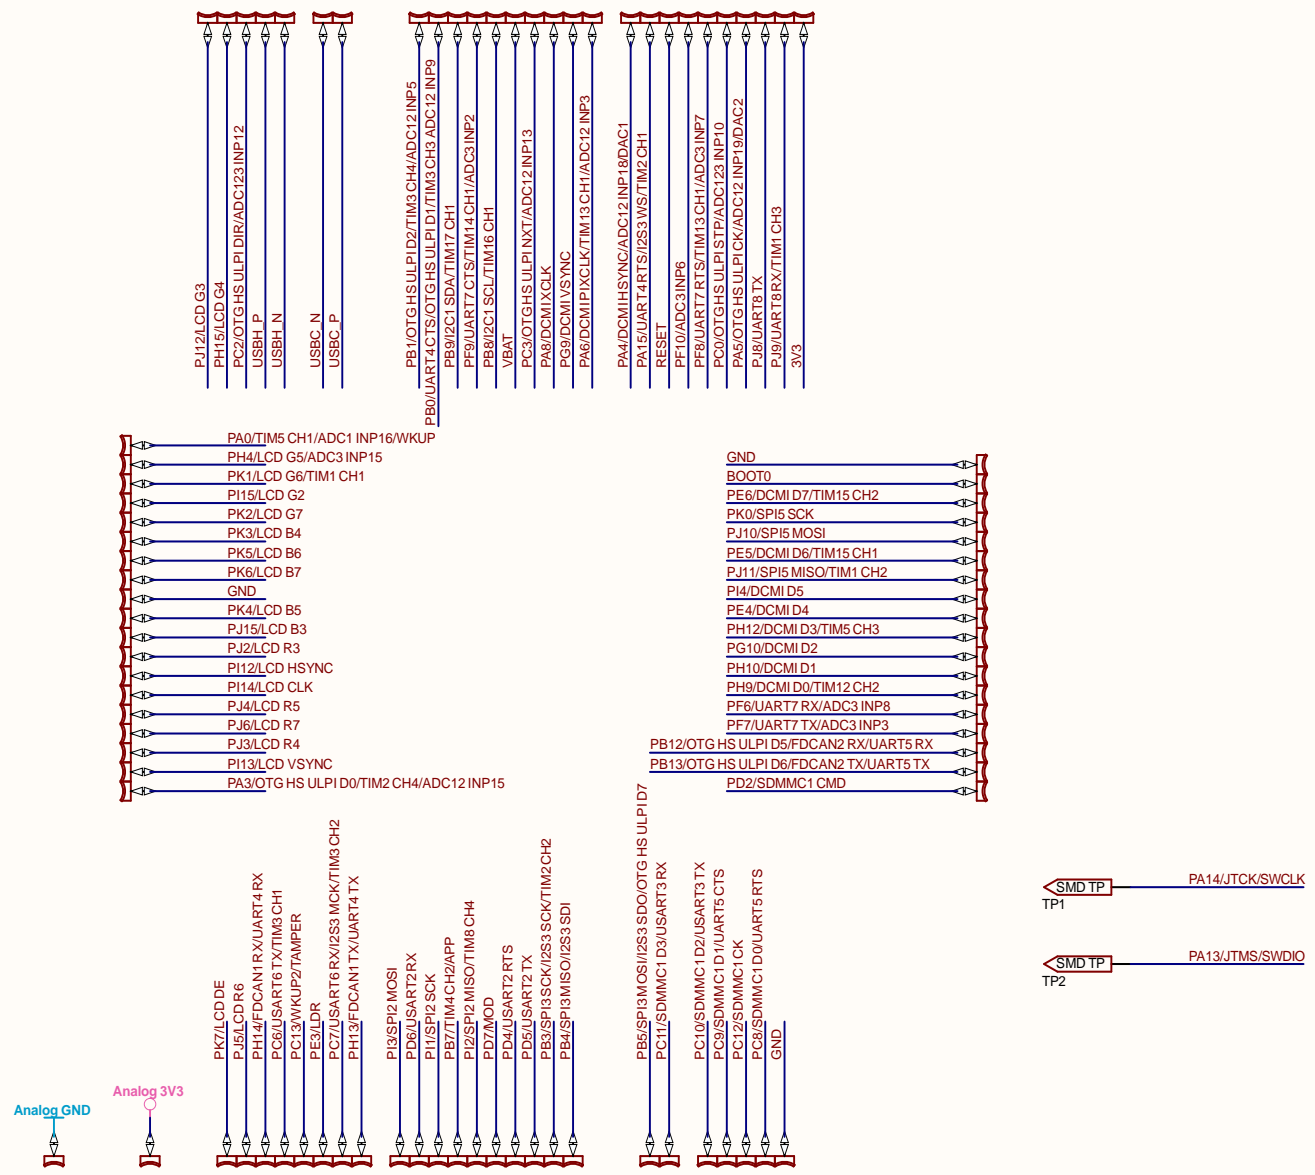 PJ12/LCD G3
PH15/LCD G4
PC2/OTG HS ULPI DIR/ADC123 INP12
USBH_P
USBH_N
USBC_N
USBC_P
PB1/OTG HS ULPI D2/TIM3 CH4/ADC12 INP5
PB0/UART4 CTS/OTG HS ULPI D1/TIM3 CH3 ADC12 INP9
PB9/I2C1 SDA/TIM17 CH1
PF9/UART7 CTS/TIM14 CH1/ADC3 INP2
PB8/I2C1 SCL/TIM16 CH1
VBAT
PC3/OTG HS ULPI NXT/ADC12 INP13
PA8/DCMI XCLK
PG9/DCMI VSYNC
PA6/DCMI PIXCLK/TIM13 CH1/ADC12 INP3
PA4/DCMI HSYNC/ADC12 INP18/DAC1
PA15/UART4 RTS/I2S3 WS/TIM2 CH1
RESET
PF10/ADC3 INP6
PF8/UART7 RTS/TIM13 CH1/ADC3 INP7
PC0/OTG HS ULPI STP/ADC123 INP10
PA5/OTG HS ULPI CK/ADC12 INP19/DAC2
PJ8/UART8 TX
PJ9/UART8 RX/TIM1 CH3
3V3
PA0/TIM5 CH1/ADC1 INP16/WKUP
PH4/LCD G5/ADC3 INP15
PK1/LCD G6/TIM1 CH1
PI15/LCD G2
PK2/LCD G7
PK3/LCD B4
PK5/LCD B6
PK6/LCD B7
GND
PK4/LCD B5
PJ15/LCD B3
PJ2/LCD R3
PI12/LCD HSYNC
PI14/LCD CLK
PJ4/LCD R5
PJ6/LCD R7
PJ3/LCD R4
PI13/LCD VSYNC
PA3/OTG HS ULPI D0/TIM2 CH4/ADC12 INP15
GND
BOOT0
PE6/DCMI D7/TIM15 CH2
PK0/SPI5 SCK
PJ10/SPI5 MOSI
PE5/DCMI D6/TIM15 CH1
PJ11/SPI5 MISO/TIM1 CH2
PI4/DCMI D5
PE4/DCMI D4
PH12/DCMI D3/TIM5 CH3
PG10/DCMI D2
PH10/DCMI D1
PH9/DCMI D0/TIM12 CH2
PF6/UART7 RX/ADC3 INP8
PF7/UART7 TX/ADC3 INP3
PB12/OTG HS ULPI D5/FDCAN2 RX/UART5 RX
PB13/OTG HS ULPI D6/FDCAN2 TX/UART5 TX
PD2/SDMMC1 CMD
PK7/LCD DE
PJ5/LCD R6
PH14/FDCAN1 RX/UART4 RX
PC6/USART6 TX/TIM3 CH1
PC13/WKUP2/TAMPER
PE3/LDR
PC7/USART6 RX/I2S3 MCK/TIM3 CH2
PH13/FDCAN1 TX/UART4 TX
PI3/SPI2 MOSI
PD6/USART2 RX
PI1/SPI2 SCK
PB7/TIM4 CH2/APP
PI2/SPI2 MISO/TIM8 CH4
PD7/MOD
PD4/USART2 RTS
PD5/USART2 TX
PB3/SPI3 SCK/I2S3 SCK/TIM2 CH2
PB4/SPI3 MISO/I2S3 SDI
PB5/SPI3 MOSI/I2S3 SDO/OTG HS ULPI D7
PC11/SDMMC1 D3/USART3 RX
PC10/SDMMC1 D2/USART3 TX
PC9/SDMMC1 D1/UART5 CTS
PC12/SDMMC1 CK
PC8/SDMMC1 D0/UART5 RTS
GND
SMD TP
PA14/JTCK/SWCLK
TP1
SMD TP
PA13/JTMS/SWDIO
TP2
Analog GND
Analog 3V3